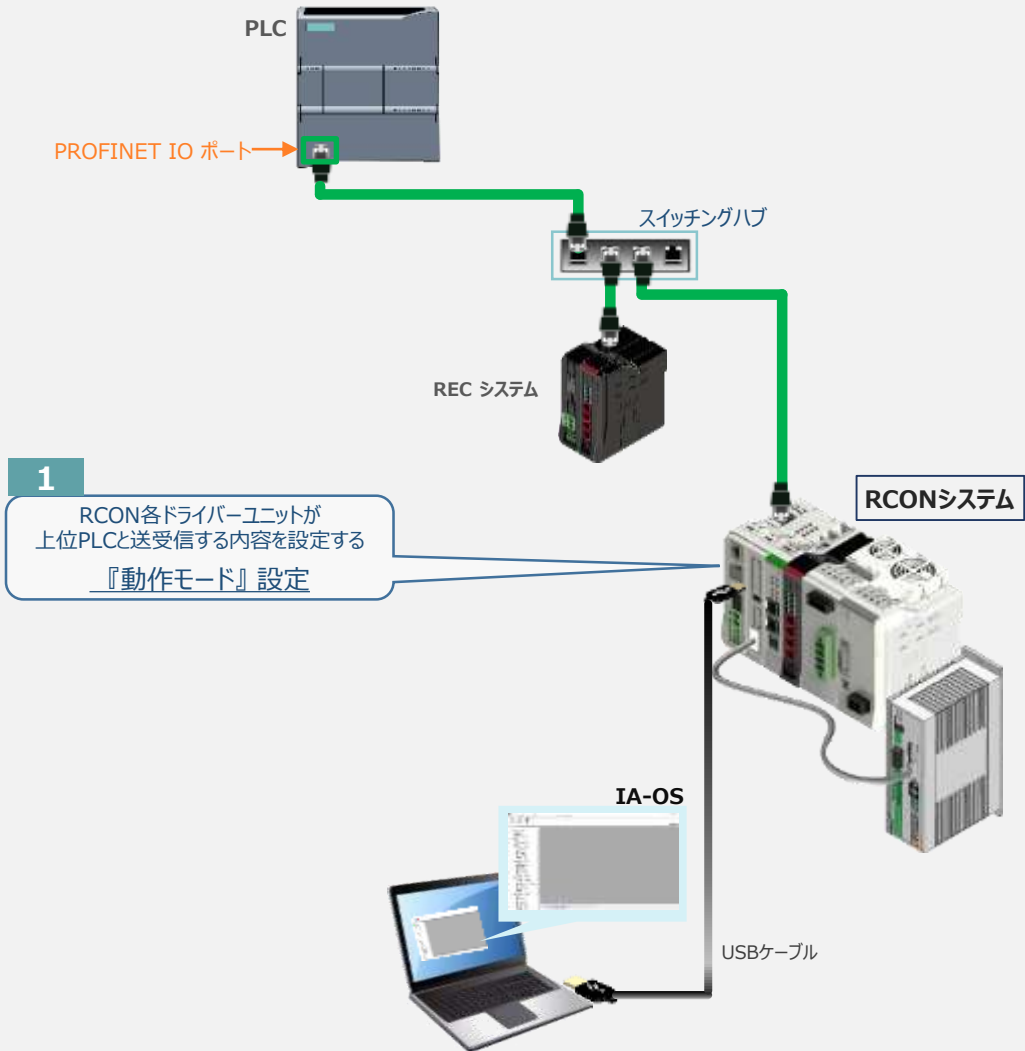 PLC
PROFINET IO ポート
スイッチングハブ
REC システム
1
RCON各ドライバーユニットが
上位PLCと送受信する内容を設定する
『動作モード』設定
RCONシステム
IA-OS
USBケーブル